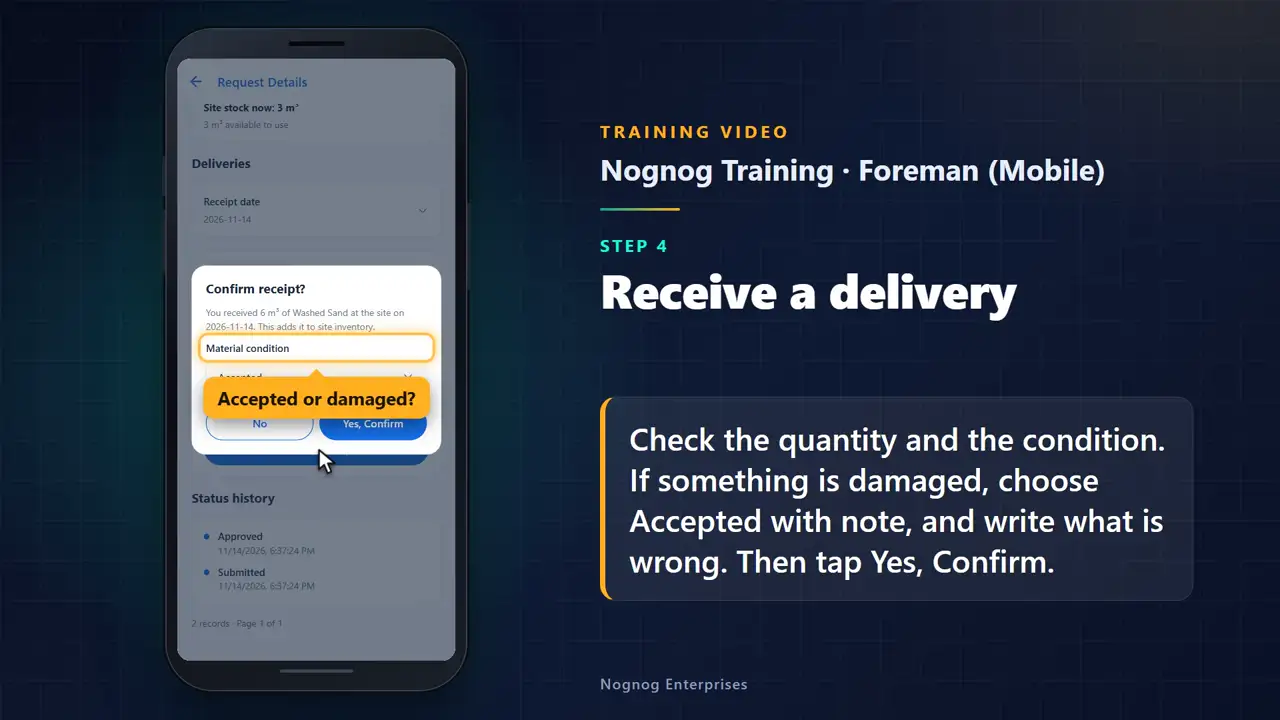 Request Details
Site stock now: 3 m³
3 m³ available to use
Deliveries
Receipt date
2026-11-14
Confirm receipt?
You received 6 m³ of Washed Sand at the site on
2026-11-14. This adds it to site inventory.
Material condition
Accepted or damaged?
No
Yes, Confirm
Status history
Approved
11/14/2026, 6:37:24 PM
Submitted
11/14/2026, 6:37:24 PM
2 records · Page 1 of 1
TRAINING VIDEO
Nognog Training · Foreman (Mobile)
STEP 4
Receive a delivery
Check the quantity and the condition.
If something is damaged, choose
Accepted with note, and write what is
wrong. Then tap Yes, Confirm.
Nognog Enterprises